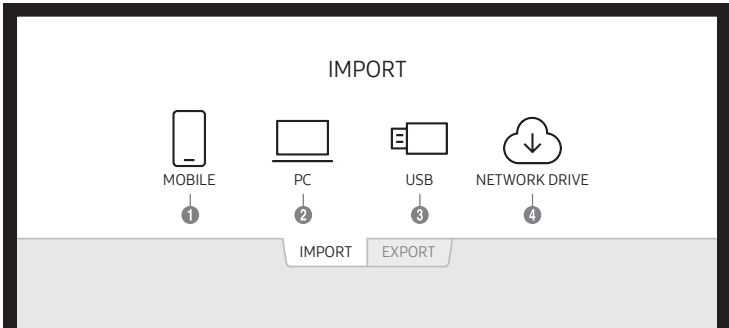 IMPORT
MOBILE PC USB NETWORK DRIVE
1 2 3 4
IMPORT EXPORT